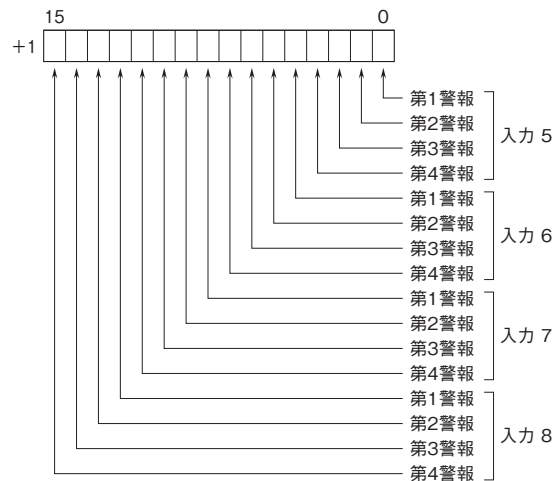 15 0
+1
第1警報
第2警報
第3警報
第4警報
入力 5
第1警報
第2警報
第3警報
第4警報
入力 6
第1警報
第2警報
第3警報
第4警報
入力 7
第1警報
第2警報
第3警報
第4警報
入力 8